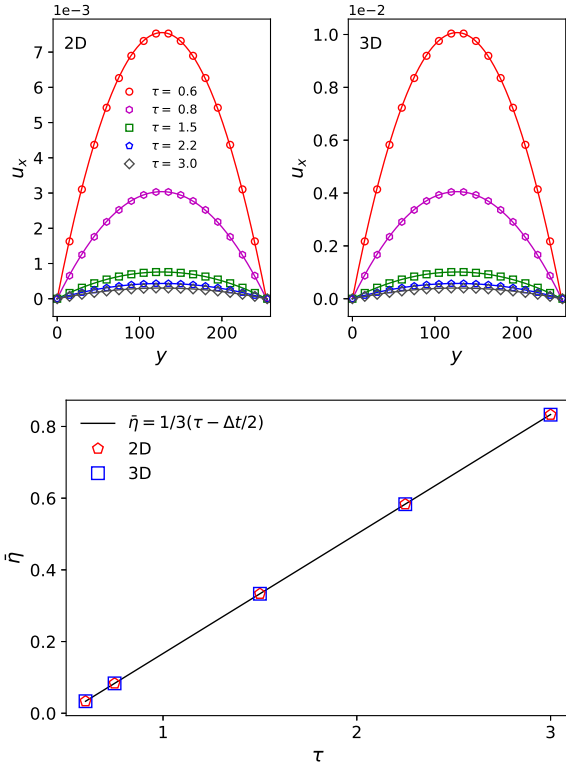 1e−3
2D
7
6
5
4
3
2
1
0
u_x
τ = 0.6
τ = 0.8
τ = 1.5
τ = 2.2
τ = 3.0
0 100 200
y
1e−2
3D
1.0
0.8
0.6
0.4
0.2
0.0
u_x
0 100 200
y
η̄ = 1/3(τ − Δt/2)
2D
3D
0.8
0.6
0.4
0.2
0.0
η̄
1 2 3
τ